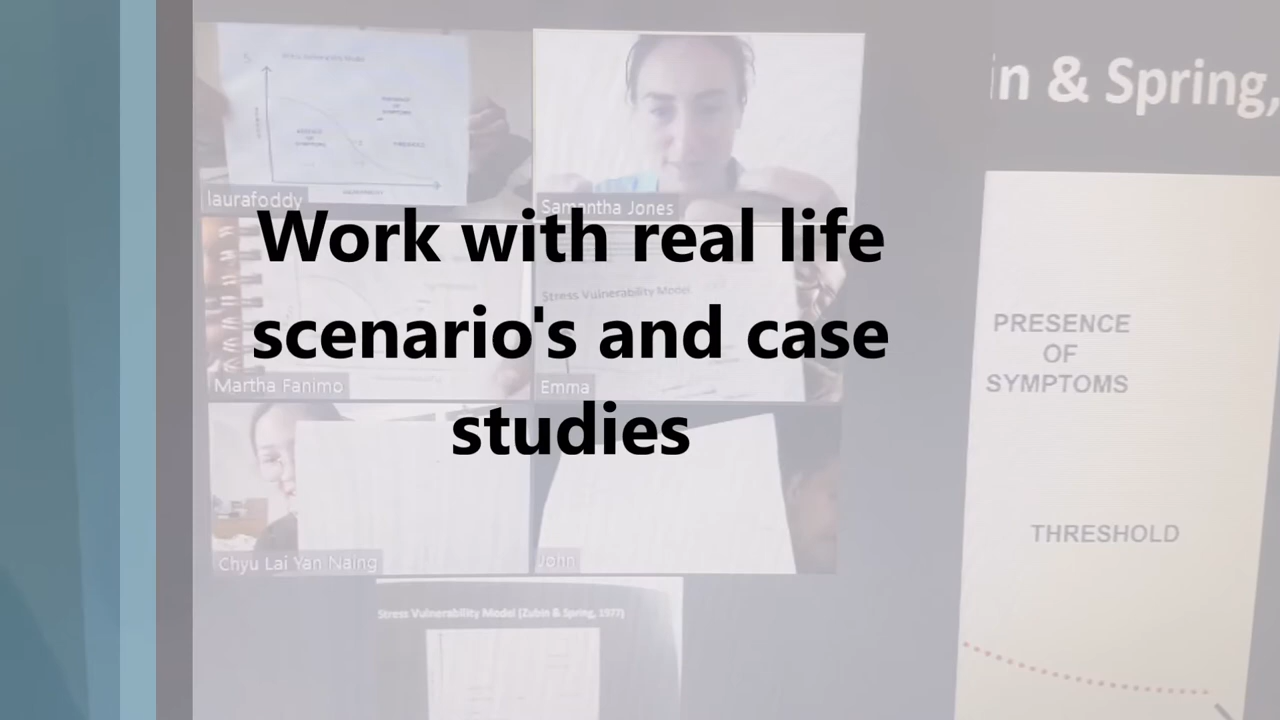 in & Spring,
laurafoddy
Samantha Jones
Work with real life
scenario's and case
studies
Stress Vulnerability Model
Martha Fanimo
Emma
Chyu Lai Yan Naing
John
Stress Vulnerability Model (Zubin & Spring, 1977)
PRESENCE
OF
SYMPTOMS
THRESHOLD